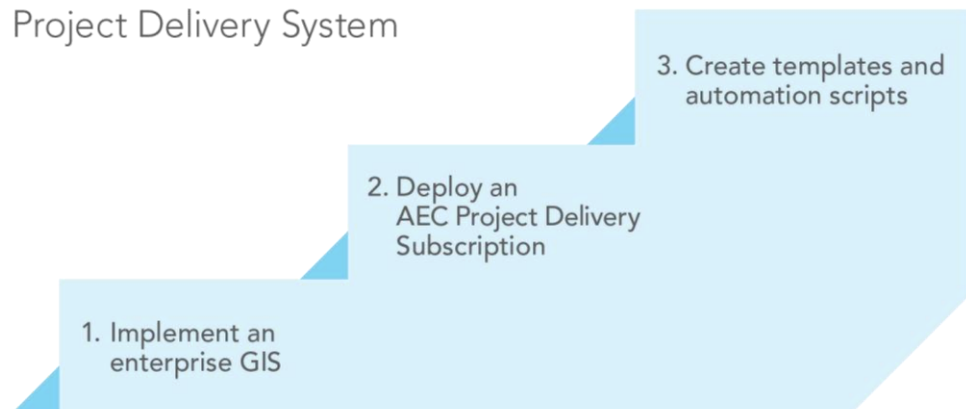 Project Delivery System
3. Create templates and
automation scripts
2. Deploy an
AEC Project Delivery
Subscription
1. Implement an
enterprise GIS